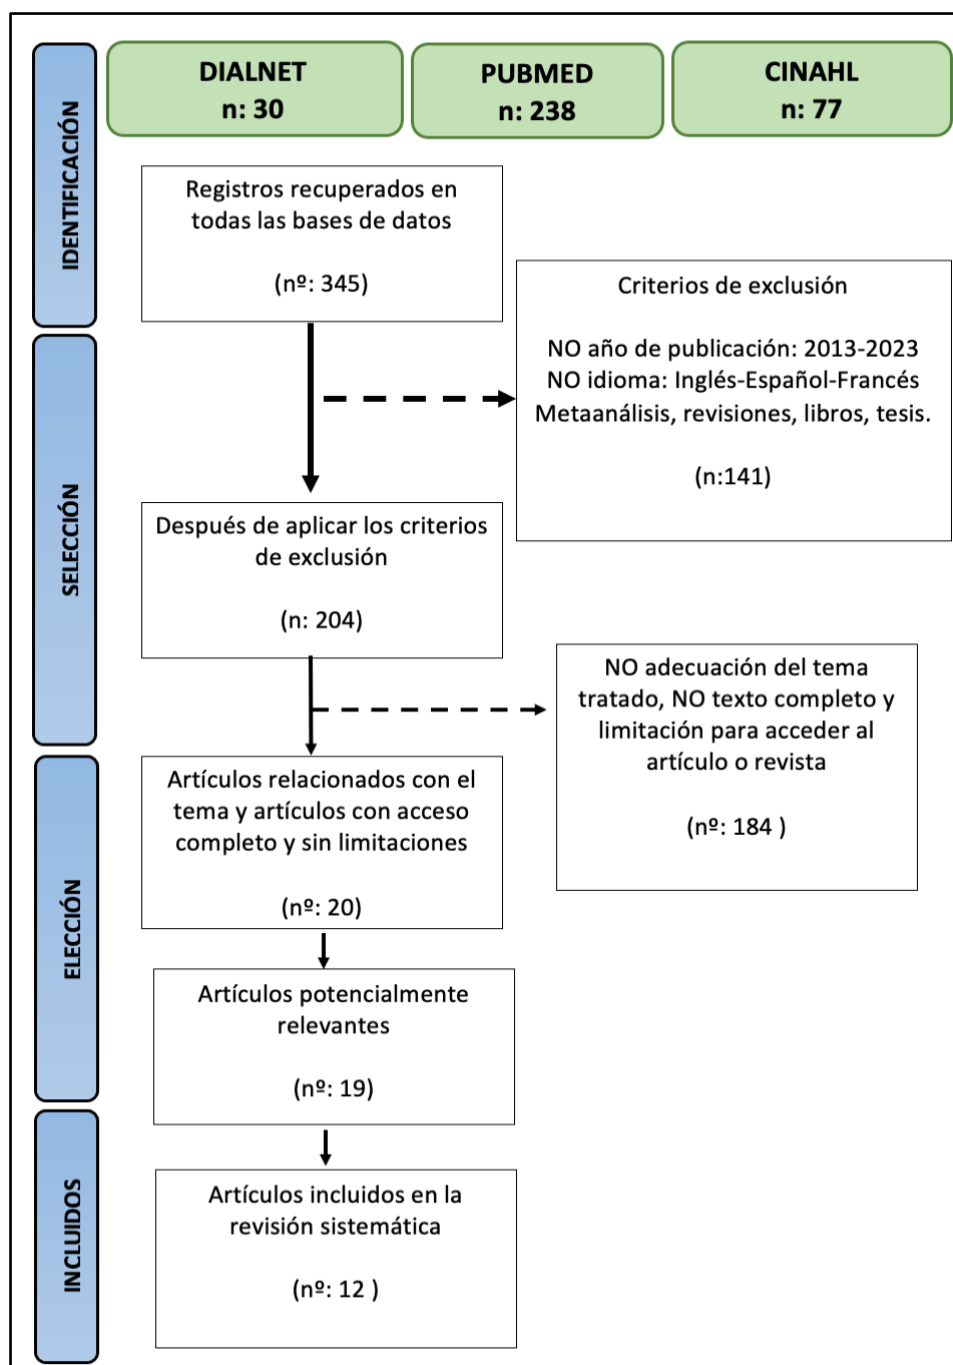 DIALNET
n: 30
PUBMED
n: 238
CINAHL
n: 77
IDENTIFICACIÓN
Registros recuperados en
todas las bases de datos
(nº: 345)
Criterios de exclusión
NO año de publicación: 2013-2023
NO idioma: Inglés-Español-Francés
Metaanálisis, revisiones, libros, tesis.
(n:141)
SELECCIÓN
Después de aplicar los criterios
de exclusión
(n: 204)
NO adecuación del tema
tratado, NO texto completo y
limitación para acceder al
artículo o revista
(nº: 184 )
ELECCIÓN
Artículos relacionados con el
tema y artículos con acceso
completo y sin limitaciones
(nº: 20)
Artículos potencialmente
relevantes
(nº: 19)
INCLUIDOS
Artículos incluidos en la
revisión sistemática
(nº: 12 )